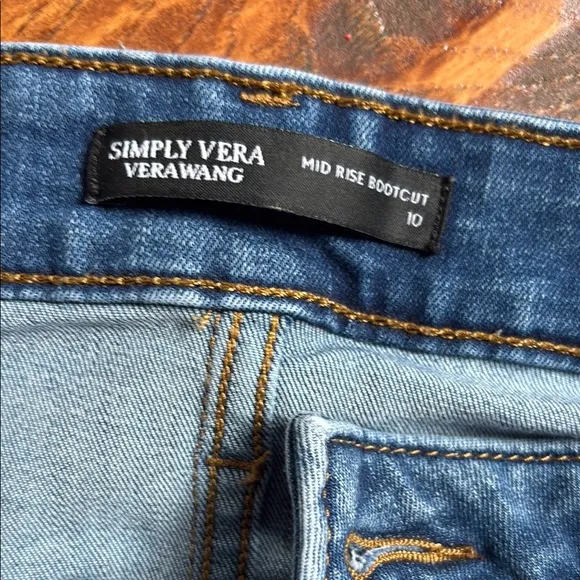 SIMPLY VERA
VERAWANG
MID RISE BOOTCUT
10